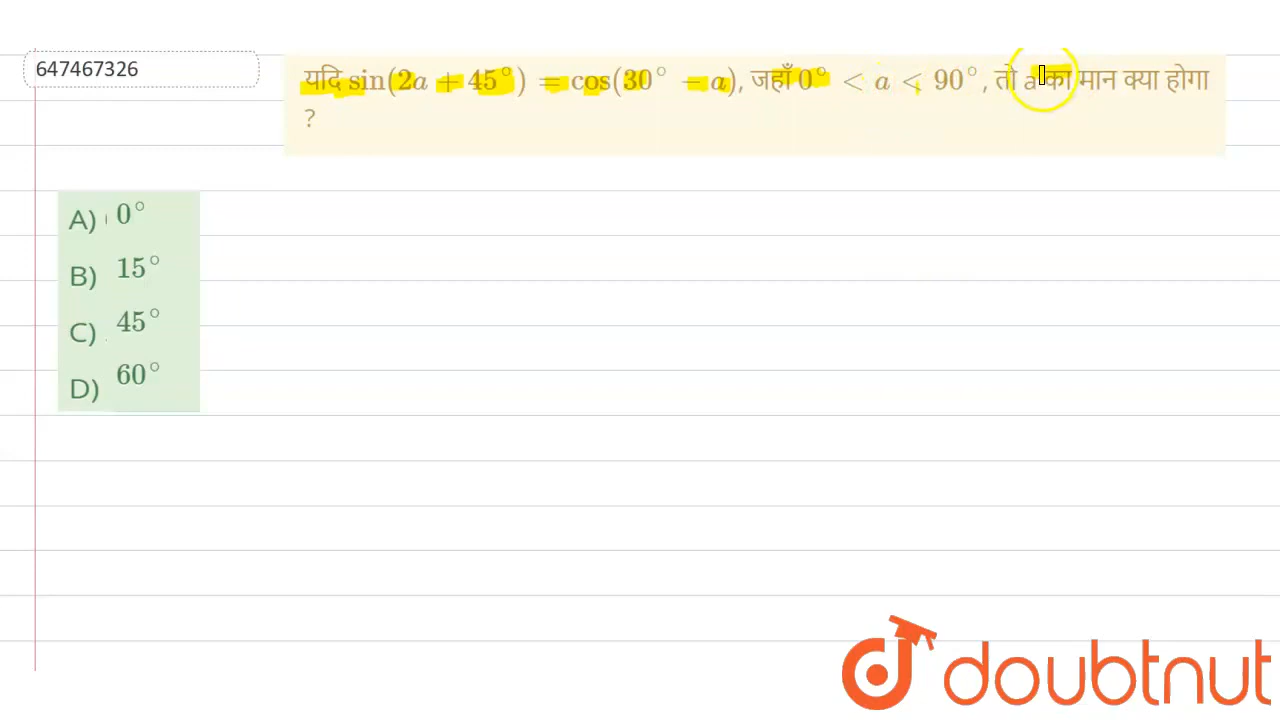 647467326
यदि sin(2a + 45°) = cos(30° − a), जहाँ 0° < a < 90°, तो a का मान क्या होगा
?
A) 0°
B) 15°
C) 45°
D) 60°
doubtnut